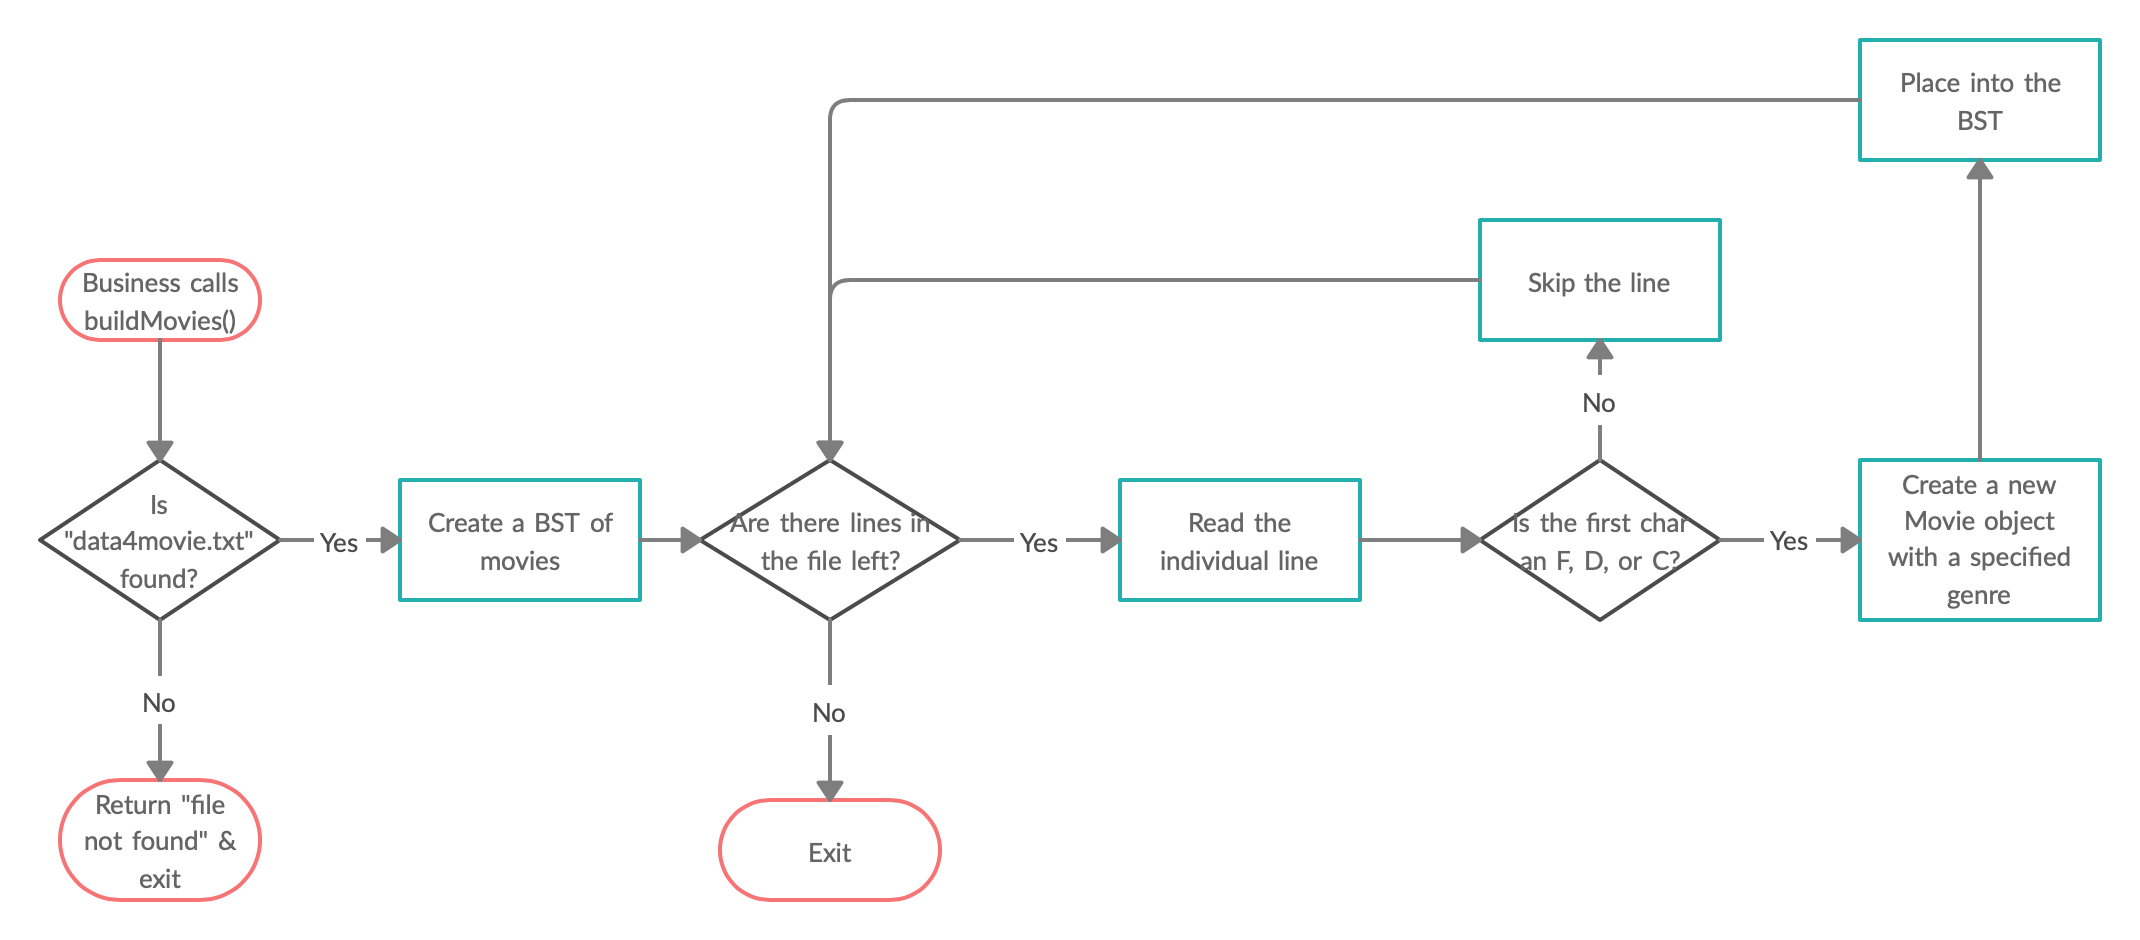 Business calls
buildMovies()
Is
"data4movie.txt"
found?
No
Return "file
not found" &
exit
Yes
Create a BST of
movies
Are there lines in
the file left?
No
Exit
Yes
Read the
individual line
Is the first char
an F, D, or C?
No
Skip the line
Yes
Create a new
Movie object
with a specified
genre
Place into the
BST